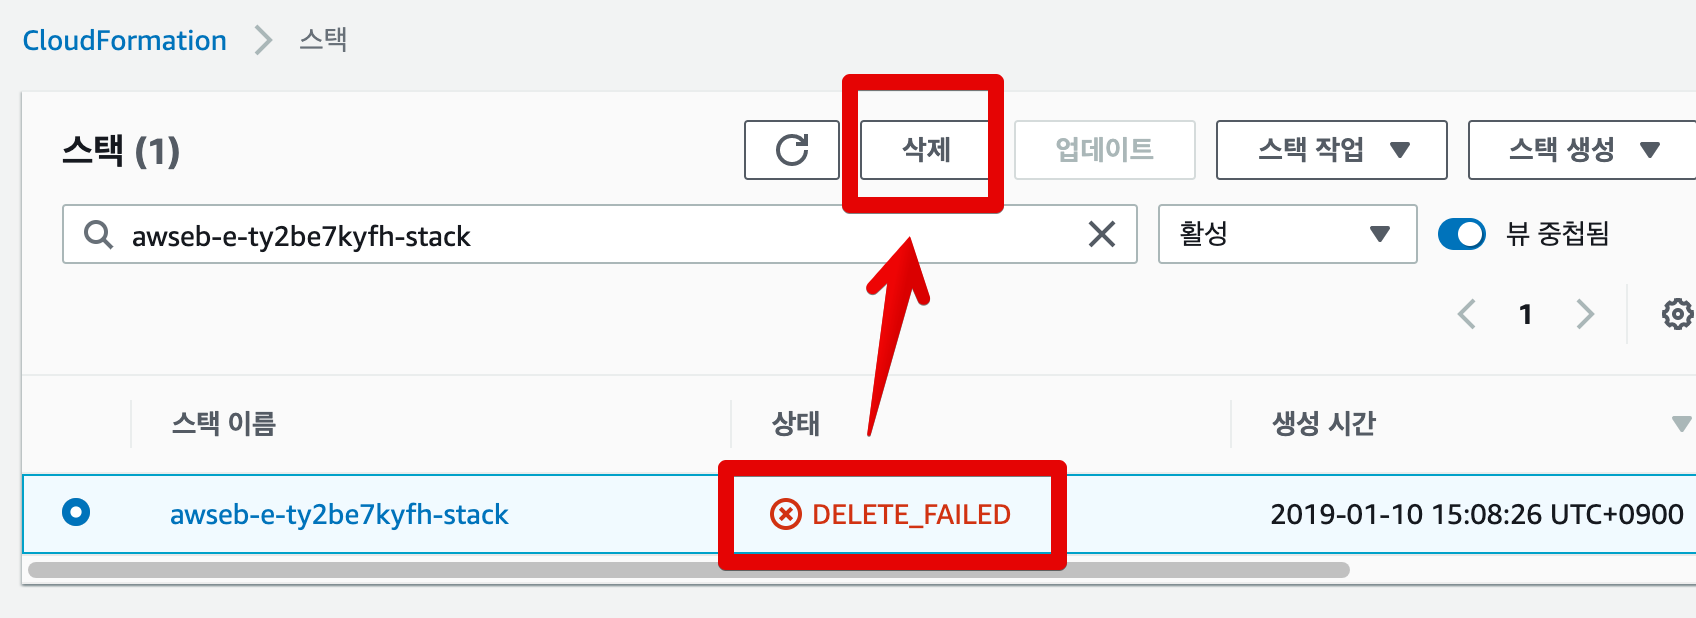 CloudFormation 스택
스택 (1) 삭제 업데이트 스택 작업 스택 생성
awseb-e-ty2be7kyfh-stack 활성 뷰 중첩됨
1
스택 이름 상태 생성 시간
awseb-e-ty2be7kyfh-stack DELETE_FAILED 2019-01-10 15:08:26 UTC+0900